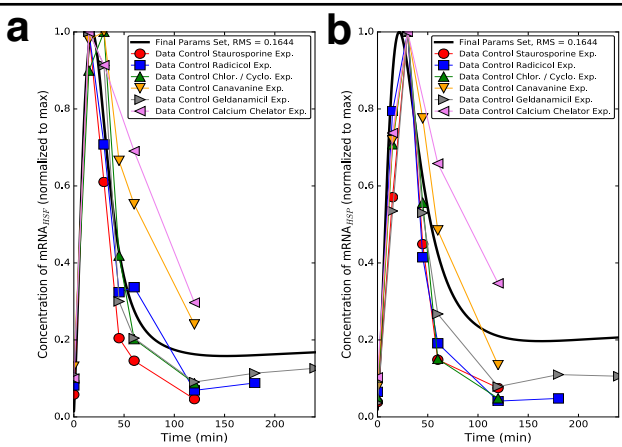 a
1.0
0.8
0.6
0.4
0.2
0.0
0
50
100
150
200
Time (min)
Concentration of mRNA_HSF (normalized to max)
Final Params Set, RMS = 0.1644
Data Control Staurosporine Exp.
Data Control Radicicol Exp.
Data Control Chlor. / Cyclo. Exp.
Data Control Canavanine Exp.
Data Control Geldanamicil Exp.
Data Control Calcium Chelator Exp.
b
1.0
0.8
0.6
0.4
0.2
0.0
0
50
100
150
200
Time (min)
Concentration of mRNA_HSP (normalized to max)
Final Params Set, RMS = 0.1644
Data Control Staurosporine Exp.
Data Control Radicicol Exp.
Data Control Chlor. / Cyclo. Exp.
Data Control Canavanine Exp.
Data Control Geldanamicil Exp.
Data Control Calcium Chelator Exp.